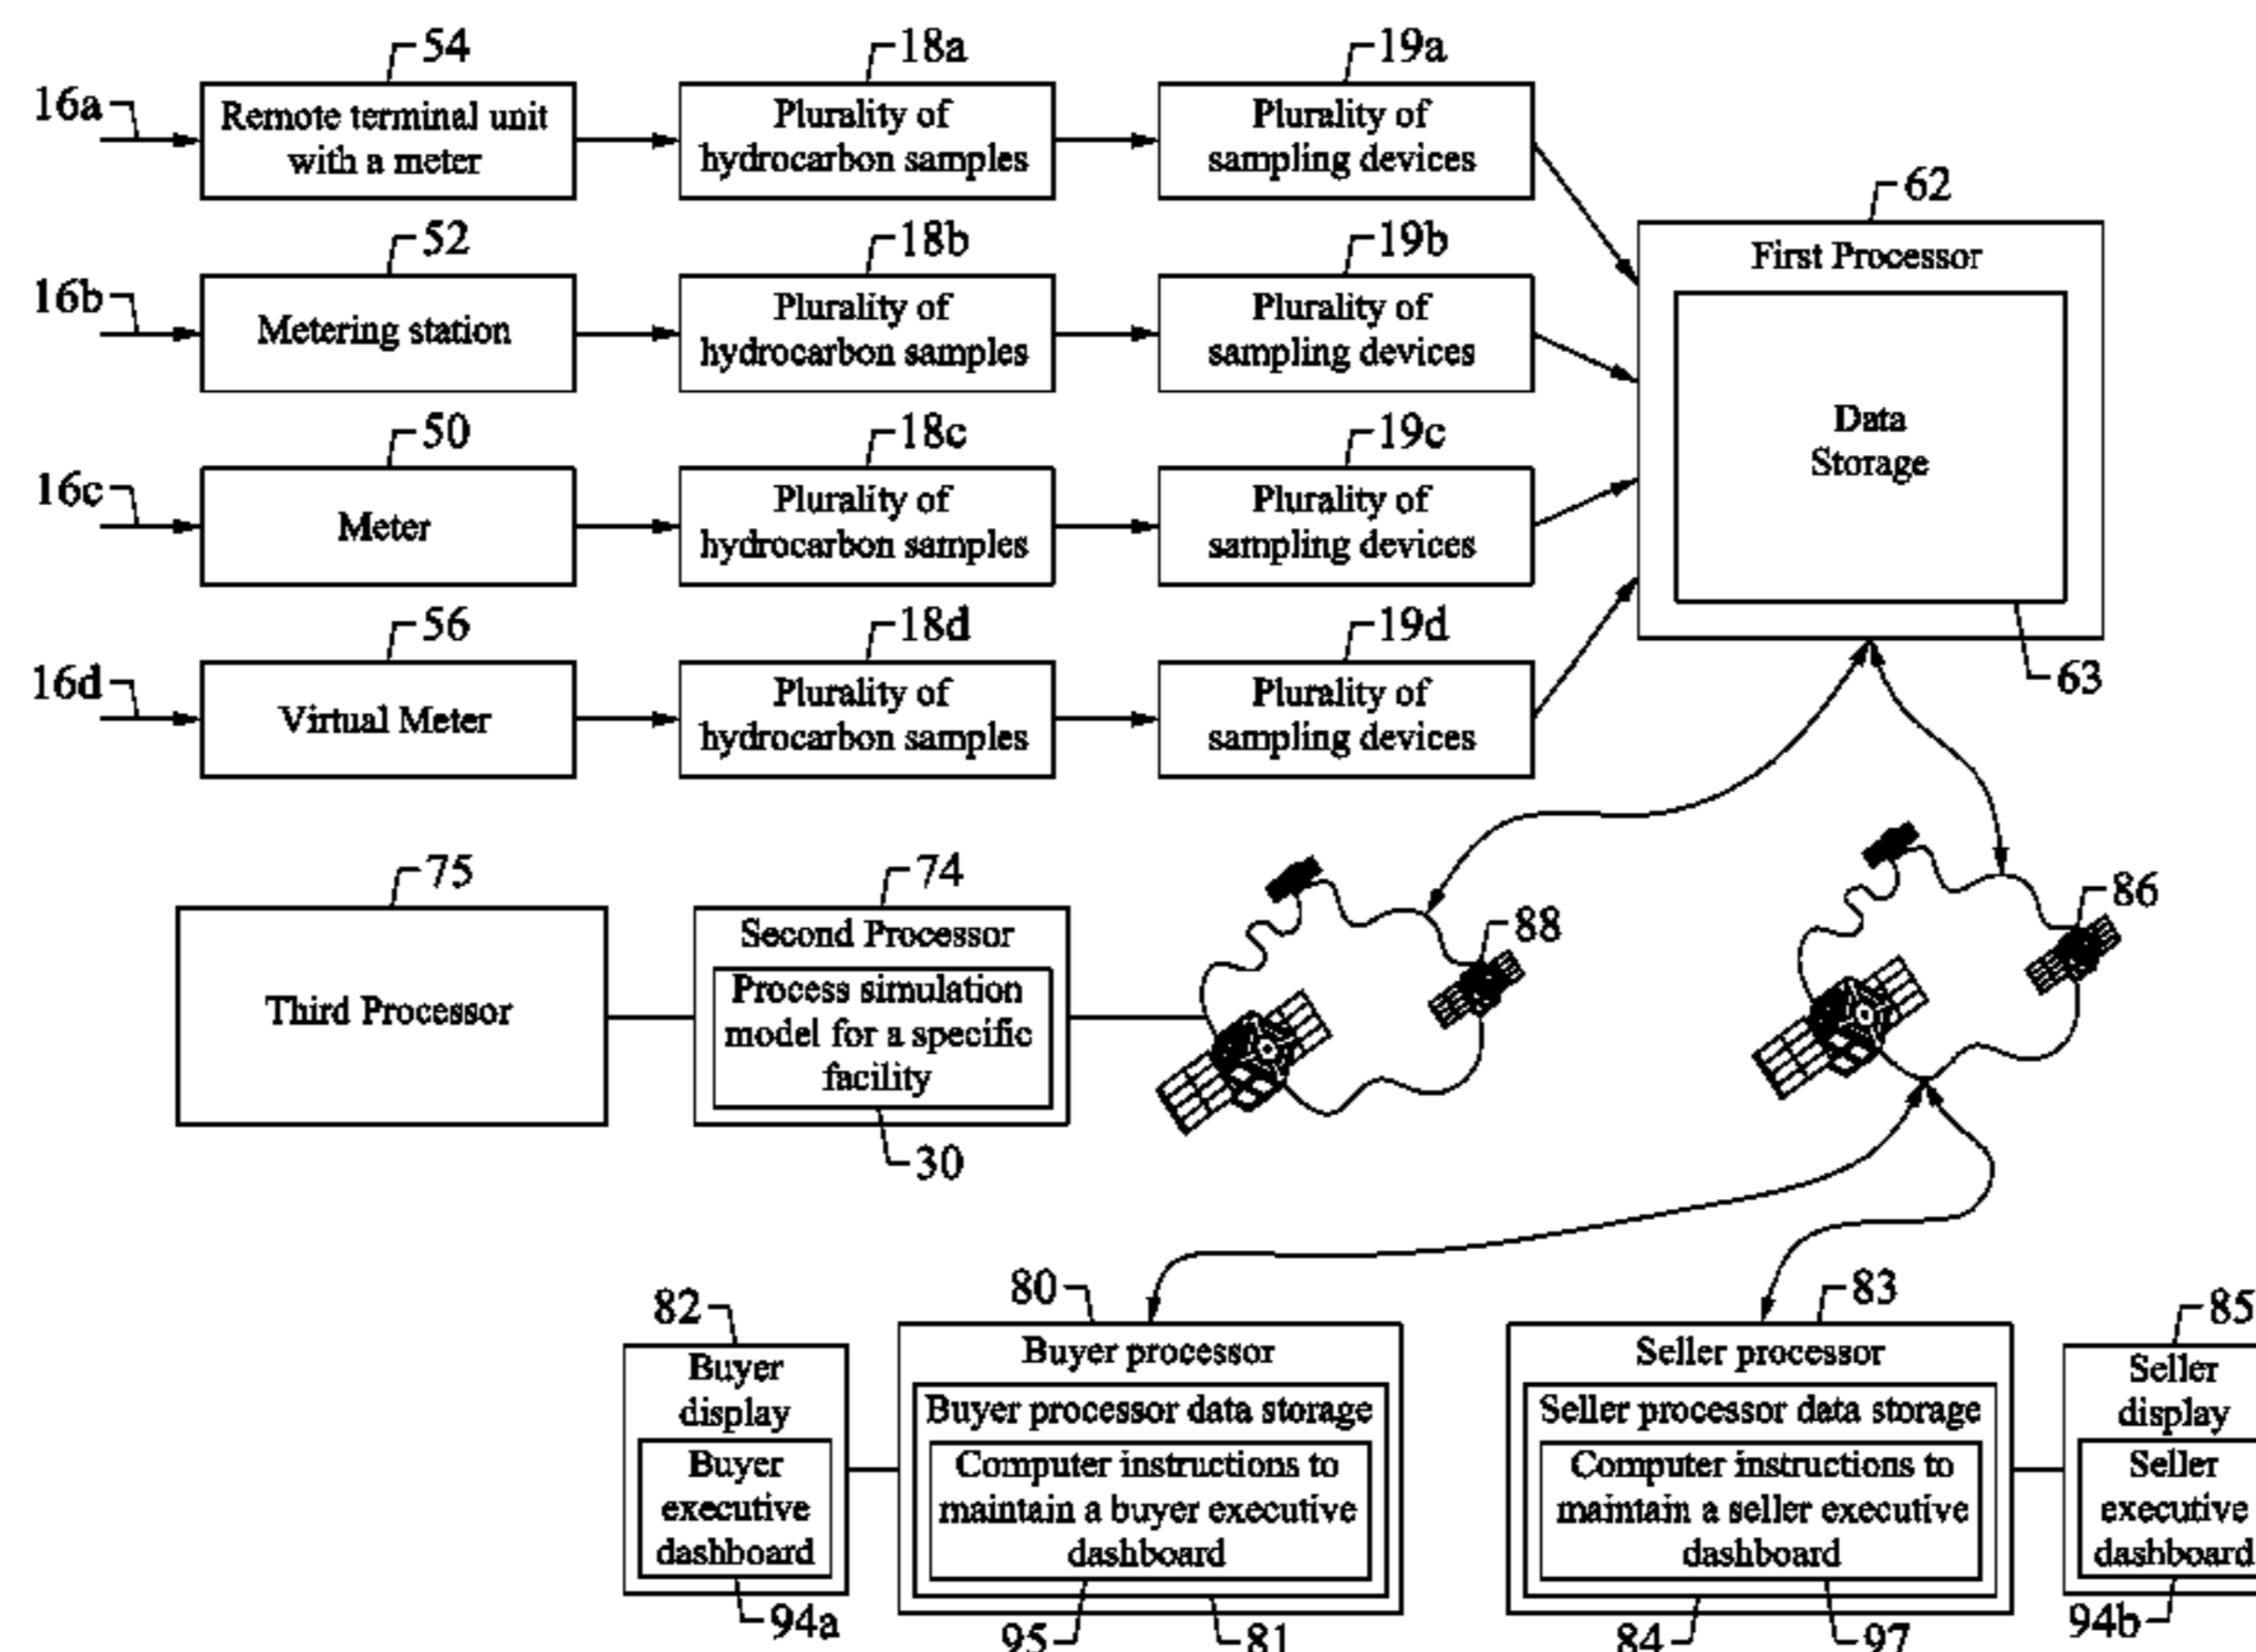 54
18a
19a
16a
Remote terminal unit
with a meter
Plurality of
hydrocarbon samples
Plurality of
sampling devices
62
First Processor
Data
Storage
63
52
18b
19b
16b
Metering station
Plurality of
hydrocarbon samples
Plurality of
sampling devices
50
18c
19c
16c
Meter
Plurality of
hydrocarbon samples
Plurality of
sampling devices
56
18d
19d
16d
Virtual Meter
Plurality of
hydrocarbon samples
Plurality of
sampling devices
75
Third Processor
74
Second Processor
Process simulation
model for a specific
facility
30
88
86
82
Buyer
display
Buyer
executive
dashboard
94a
80
Buyer processor
Buyer processor data storage
Computer instructions to
maintain a buyer executive
dashboard
95
81
83
Seller processor
Seller processor data storage
Computer instructions to
maintain a seller executive
dashboard
84
97
85
Seller
display
Seller
executive
dashboard
94b